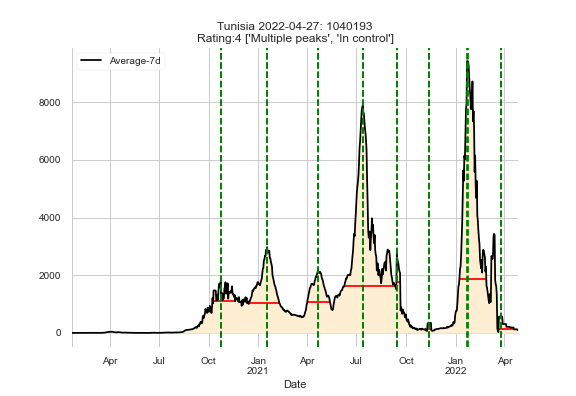 Tunisia 2022-04-27: 1040193
Rating:4 ['Multiple peaks', 'In control']
Average-7d
8000
6000
4000
2000
0
Apr Jul Oct Jan Apr Jul Oct Jan Apr
2021 2022
Date